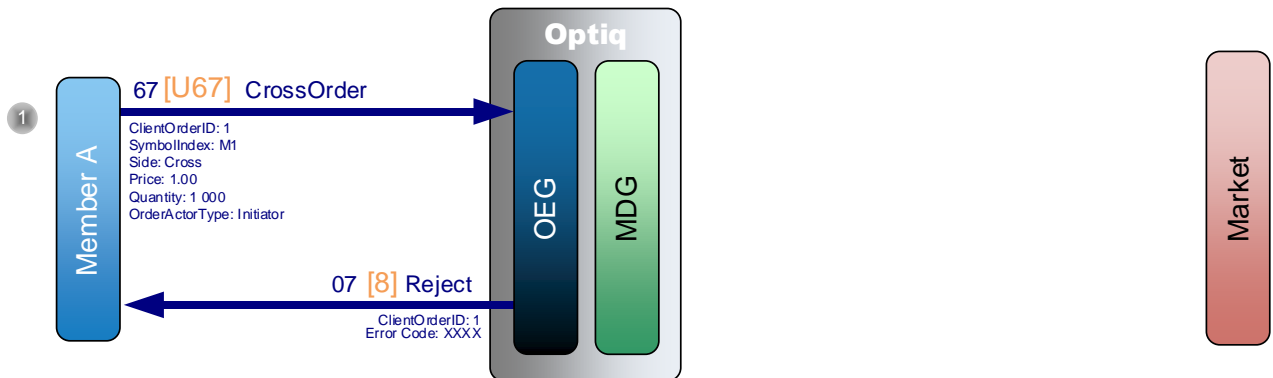 Optiq
1
67 [U67] CrossOrder
ClientOrderID: 1
SymbolIndex: M1
Side: Cross
Price: 1.00
Quantity: 1 000
OrderActorType: Initiator
Member A
OEG
MDG
Market
07 [8] Reject
ClientOrderID: 1
Error Code: XXXX